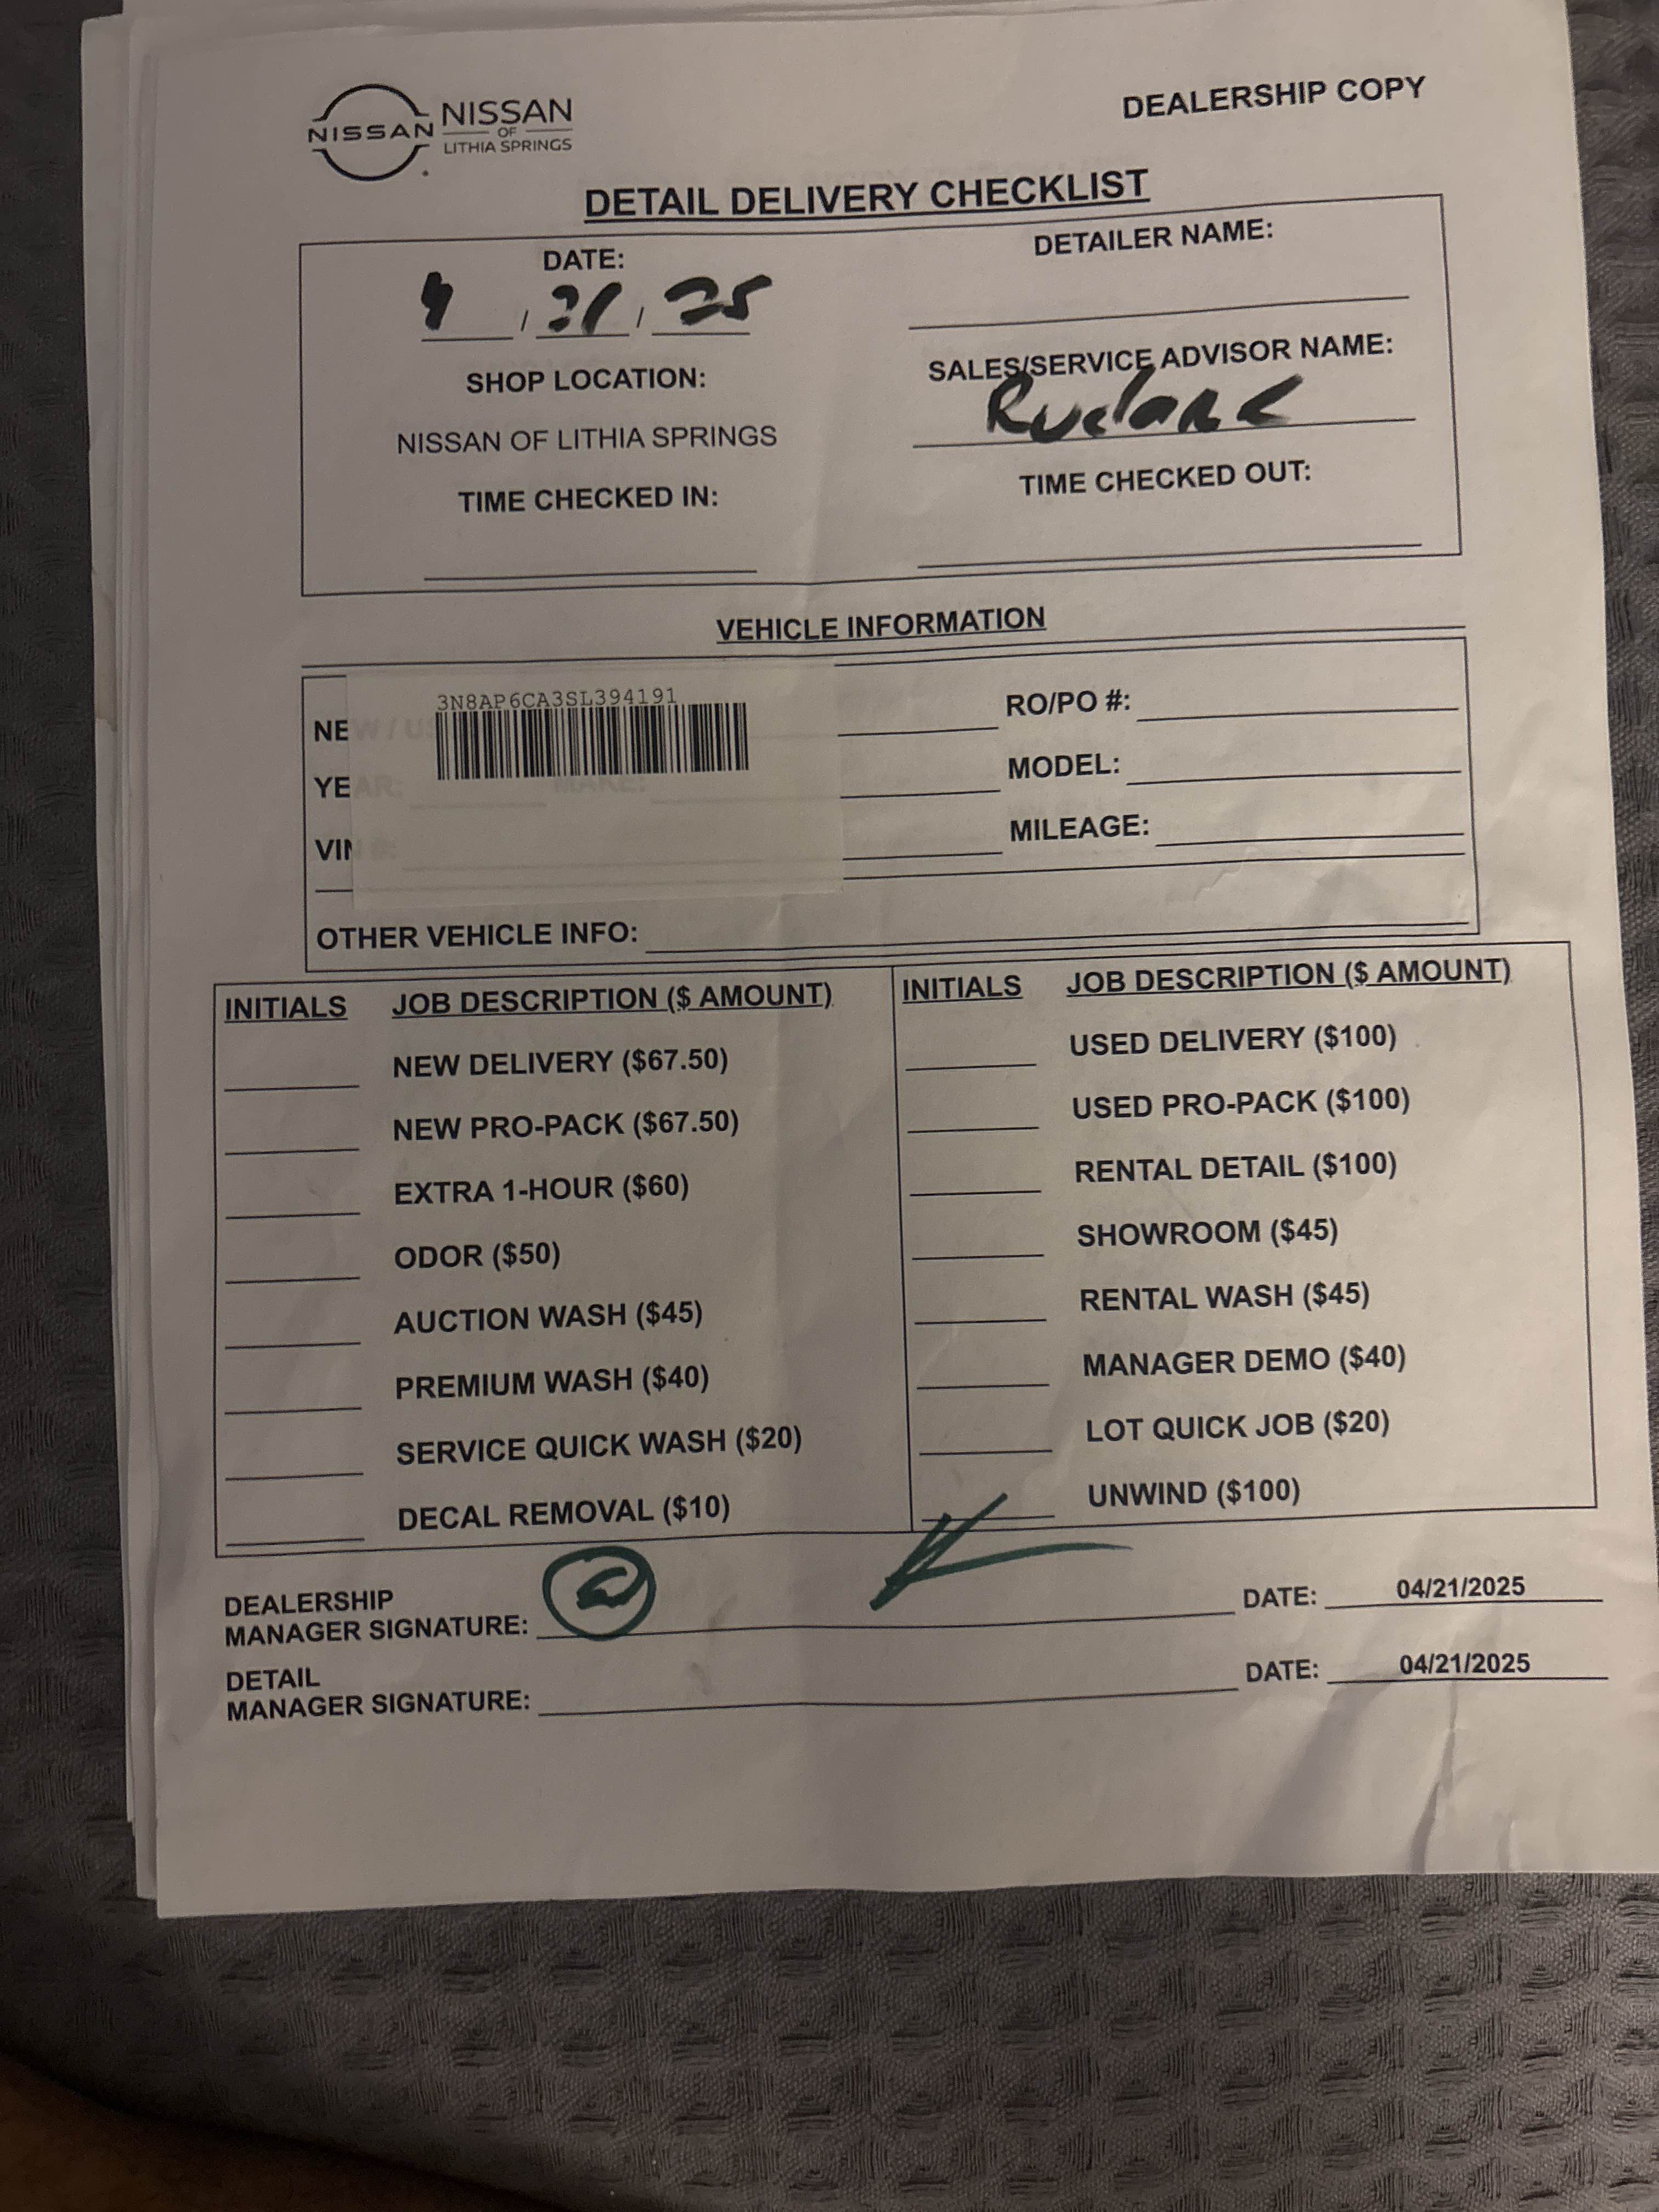 NISSAN
NISSAN
OF
LITHIA SPRINGS
DEALERSHIP COPY
DETAIL DELIVERY CHECKLIST
DATE:
4 / 21 / 25
DETAILER NAME:
SHOP LOCATION:
NISSAN OF LITHIA SPRINGS
SALES/SERVICE ADVISOR NAME:
TIME CHECKED IN:
TIME CHECKED OUT:
VEHICLE INFORMATION
3N8AP6CA3SL394191
NEW / US
RO/PO #:
YEAR: MAKE:
MODEL:
VIN #:
MILEAGE:
OTHER VEHICLE INFO:
INITIALS JOB DESCRIPTION ($ AMOUNT)
NEW DELIVERY ($67.50)
NEW PRO-PACK ($67.50)
EXTRA 1-HOUR ($60)
ODOR ($50)
AUCTION WASH ($45)
PREMIUM WASH ($40)
SERVICE QUICK WASH ($20)
DECAL REMOVAL ($10)
INITIALS JOB DESCRIPTION ($ AMOUNT)
USED DELIVERY ($100)
USED PRO-PACK ($100)
RENTAL DETAIL ($100)
SHOWROOM ($45)
RENTAL WASH ($45)
MANAGER DEMO ($40)
LOT QUICK JOB ($20)
UNWIND ($100)
DEALERSHIP
MANAGER SIGNATURE: DATE: 04/21/2025
DETAIL
MANAGER SIGNATURE: DATE: 04/21/2025